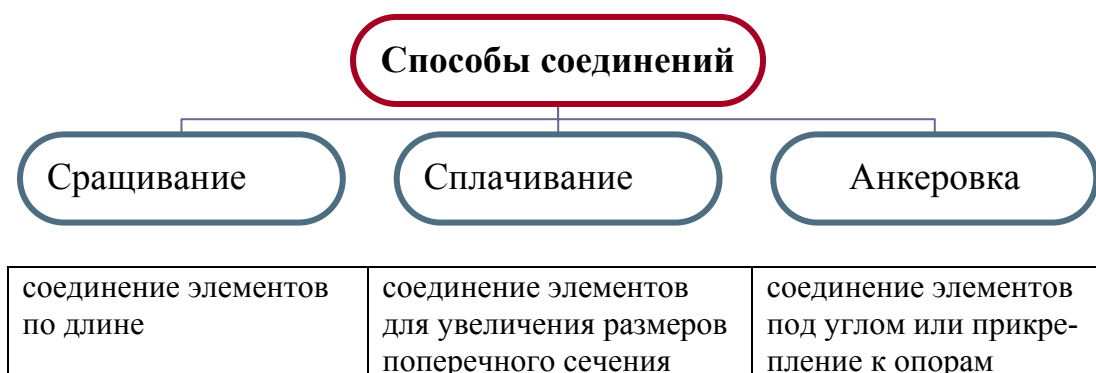 Способы соединений
Сращивание
Сплачивание
Анкеровка
соединение элементов
по длине
соединение элементов
для увеличения размеров
поперечного сечения
соединение элементов
под углом или прикре-
пление к опорам